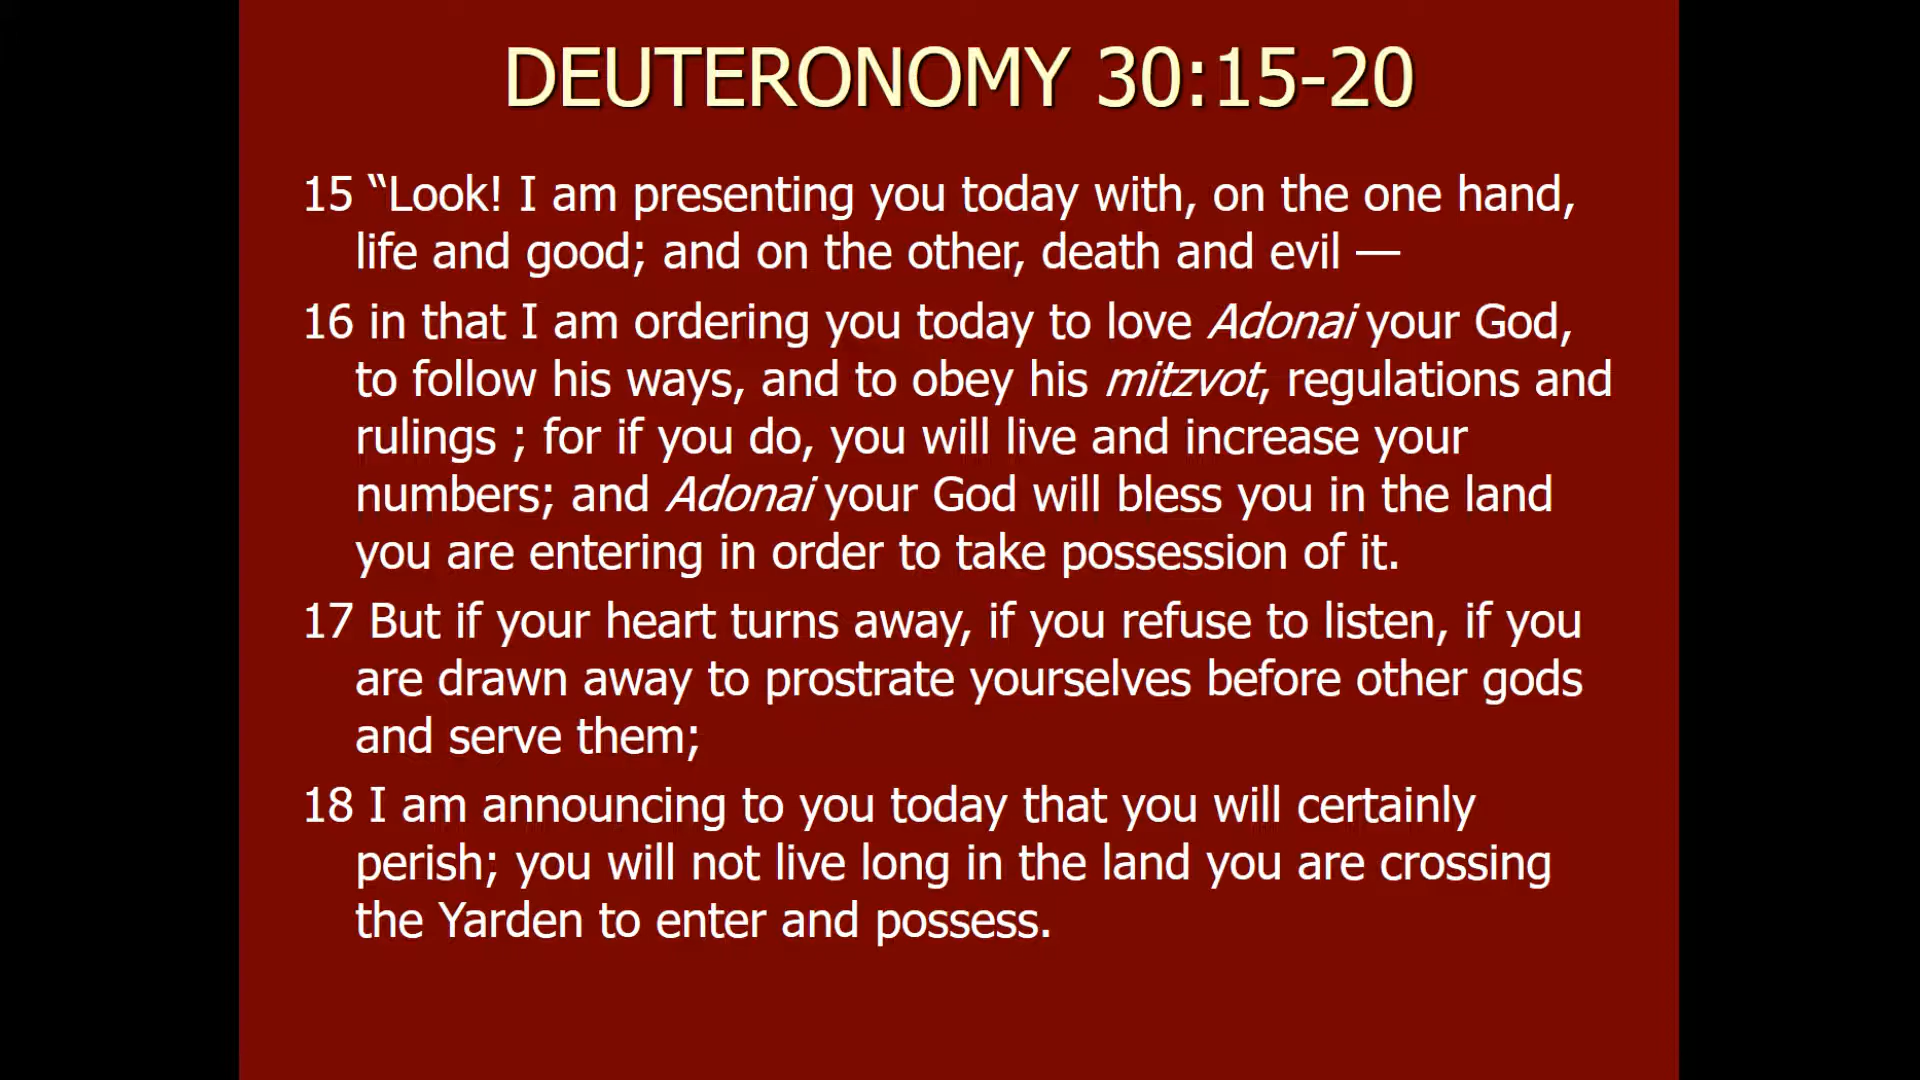 DEUTERONOMY 30:15-20
15 “Look! I am presenting you today with, on the one hand,
life and good; and on the other, death and evil —
16 in that I am ordering you today to love Adonai your God,
to follow his ways, and to obey his mitzvot, regulations and
rulings ; for if you do, you will live and increase your
numbers; and Adonai your God will bless you in the land
you are entering in order to take possession of it.
17 But if your heart turns away, if you refuse to listen, if you
are drawn away to prostrate yourselves before other gods
and serve them;
18 I am announcing to you today that you will certainly
perish; you will not live long in the land you are crossing
the Yarden to enter and possess.